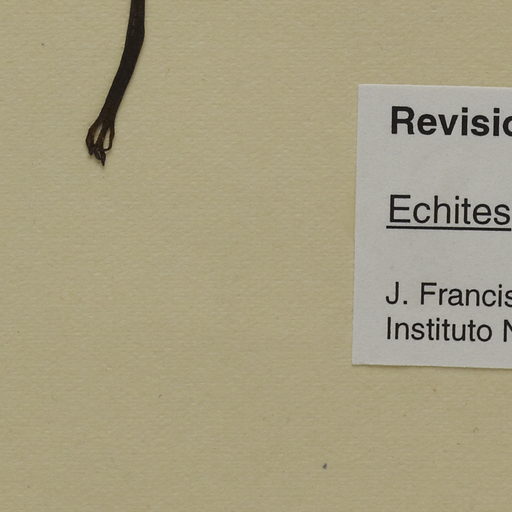 Revisio
Echites
J. Francis
Instituto N